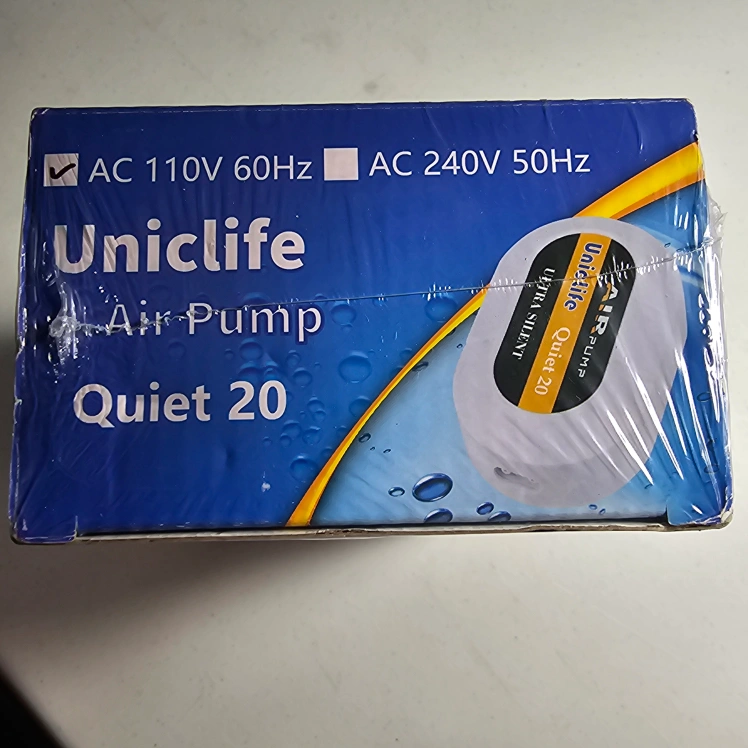 AC 110V 60Hz AC 240V 50Hz
Uniclife
Air Pump
Quiet 20
AIR PUMP
Uniclife Quiet 20
ULTRA SILENT